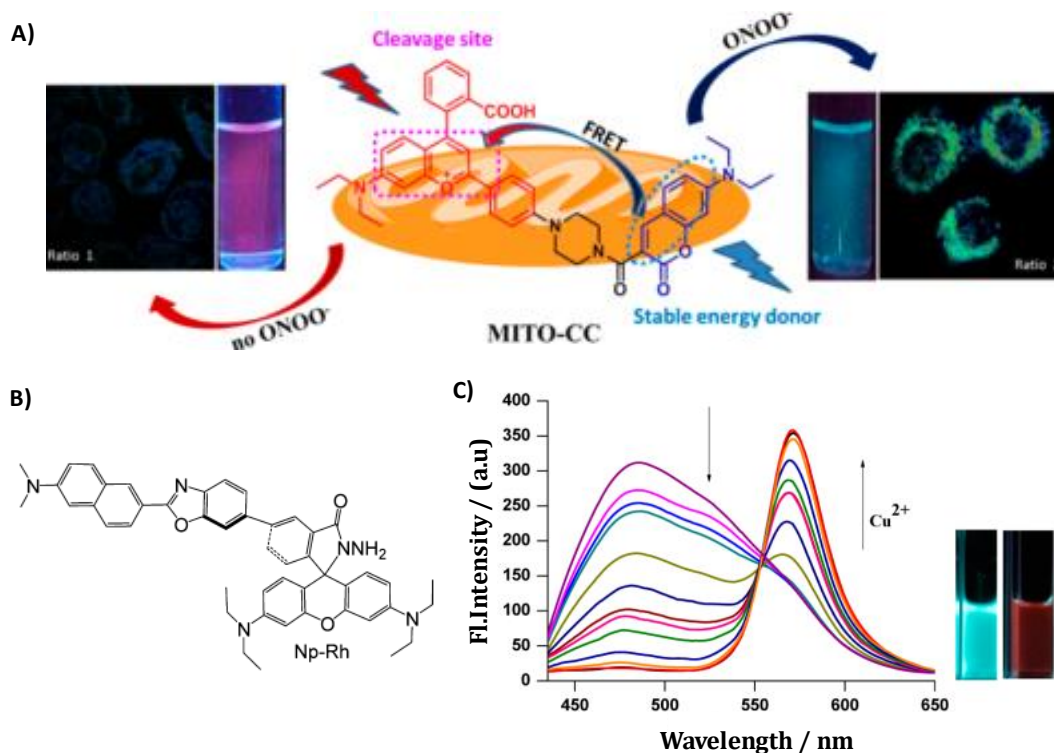 A)
Cleavage site
ONOO⁻
COOH
FRET
N
O
+
N
N
N
O
O
O
Ratio 1
Ratio
no ONOO⁻
MITO-CC
Stable energy donor
B)
N
N
O
O
N-NH2
N
O
N
Np-Rh
C)
Fl.Intensity / (a.u)
400
350
300
250
200
150
100
50
0
Cu²⁺
450 500 550 600 650
Wavelength / nm